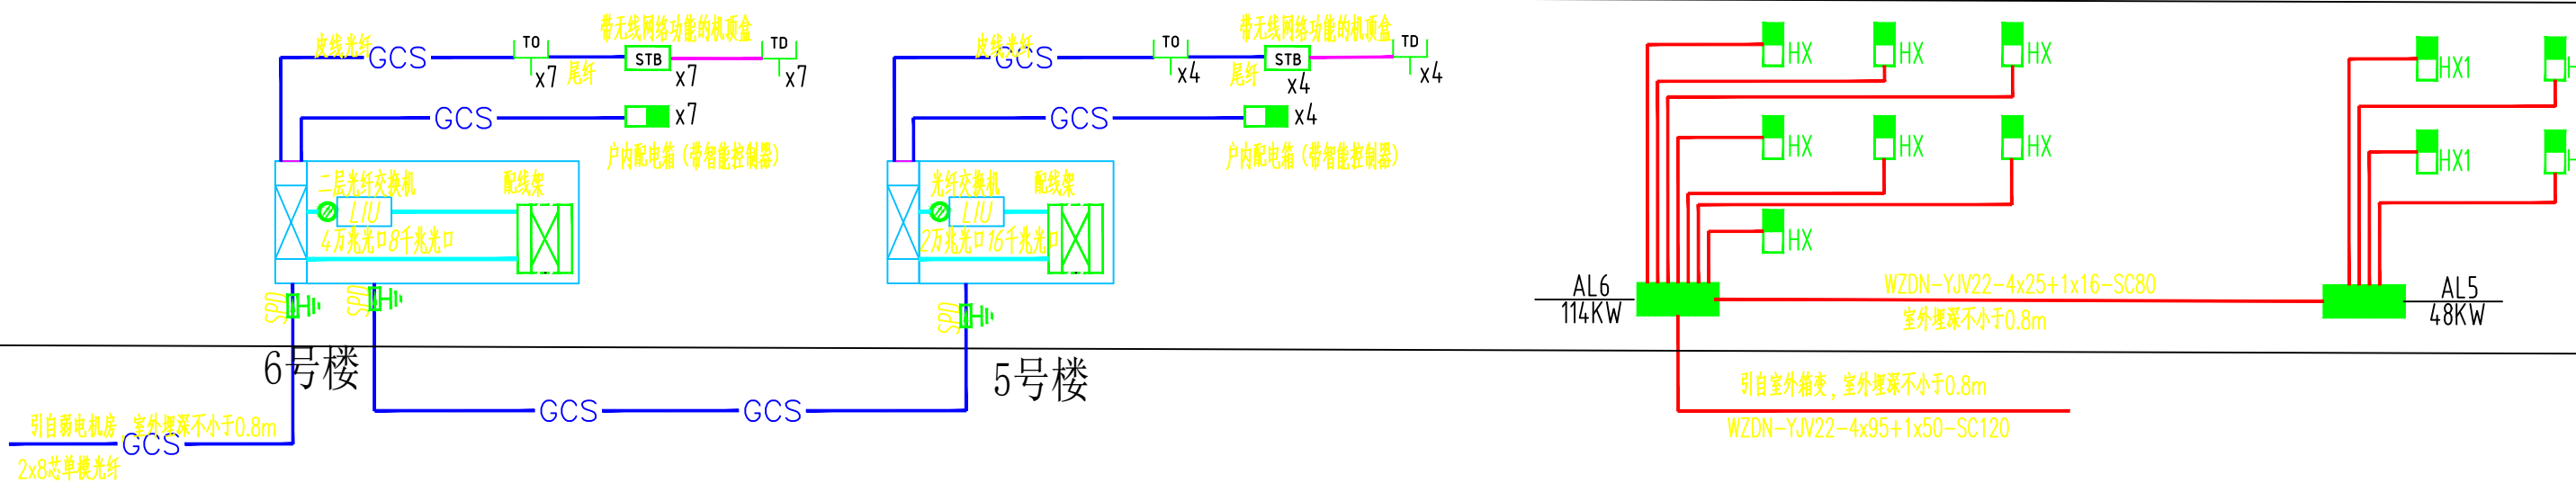 带无线网络功能的机顶盒
皮线光纤
GCS
TO
x7
尾纤
STB
x7
TD
x7
GCS
x7
户内配电箱（带智能控制器）
二层光纤交换机
配线架
LIU
4万兆光口8千兆光口
SPD
SPD
6号楼
引自弱电机房，室外埋深不小于0.8m
GCS
2x8芯单模光纤
GCS
GCS
带无线网络功能的机顶盒
皮线光纤
GCS
TO
x4
尾纤
STB
x4
TD
x4
GCS
x4
户内配电箱（带智能控制器）
光纤交换机
配线架
LIU
2万兆光口16千兆光口
SPD
5号楼
HX
HX
HX
HX
HX
HX
HX
AL6
114KW
WZDN-YJV22-4x25+1x16-SC80
室外埋深不小于0.8m
引自室外箱变，室外埋深不小于0.8m
WZDN-YJV22-4x95+1x50-SC120
HX1
HX1
AL5
48KW